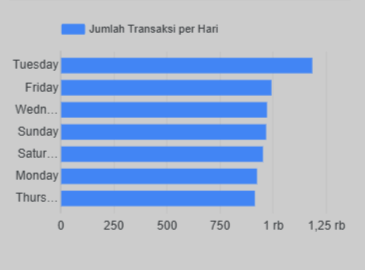 Jumlah Transaksi per Hari
Tuesday
Friday
Wedn...
Sunday
Satur...
Monday
Thurs...
0 250 500 750 1 rb 1,25 rb